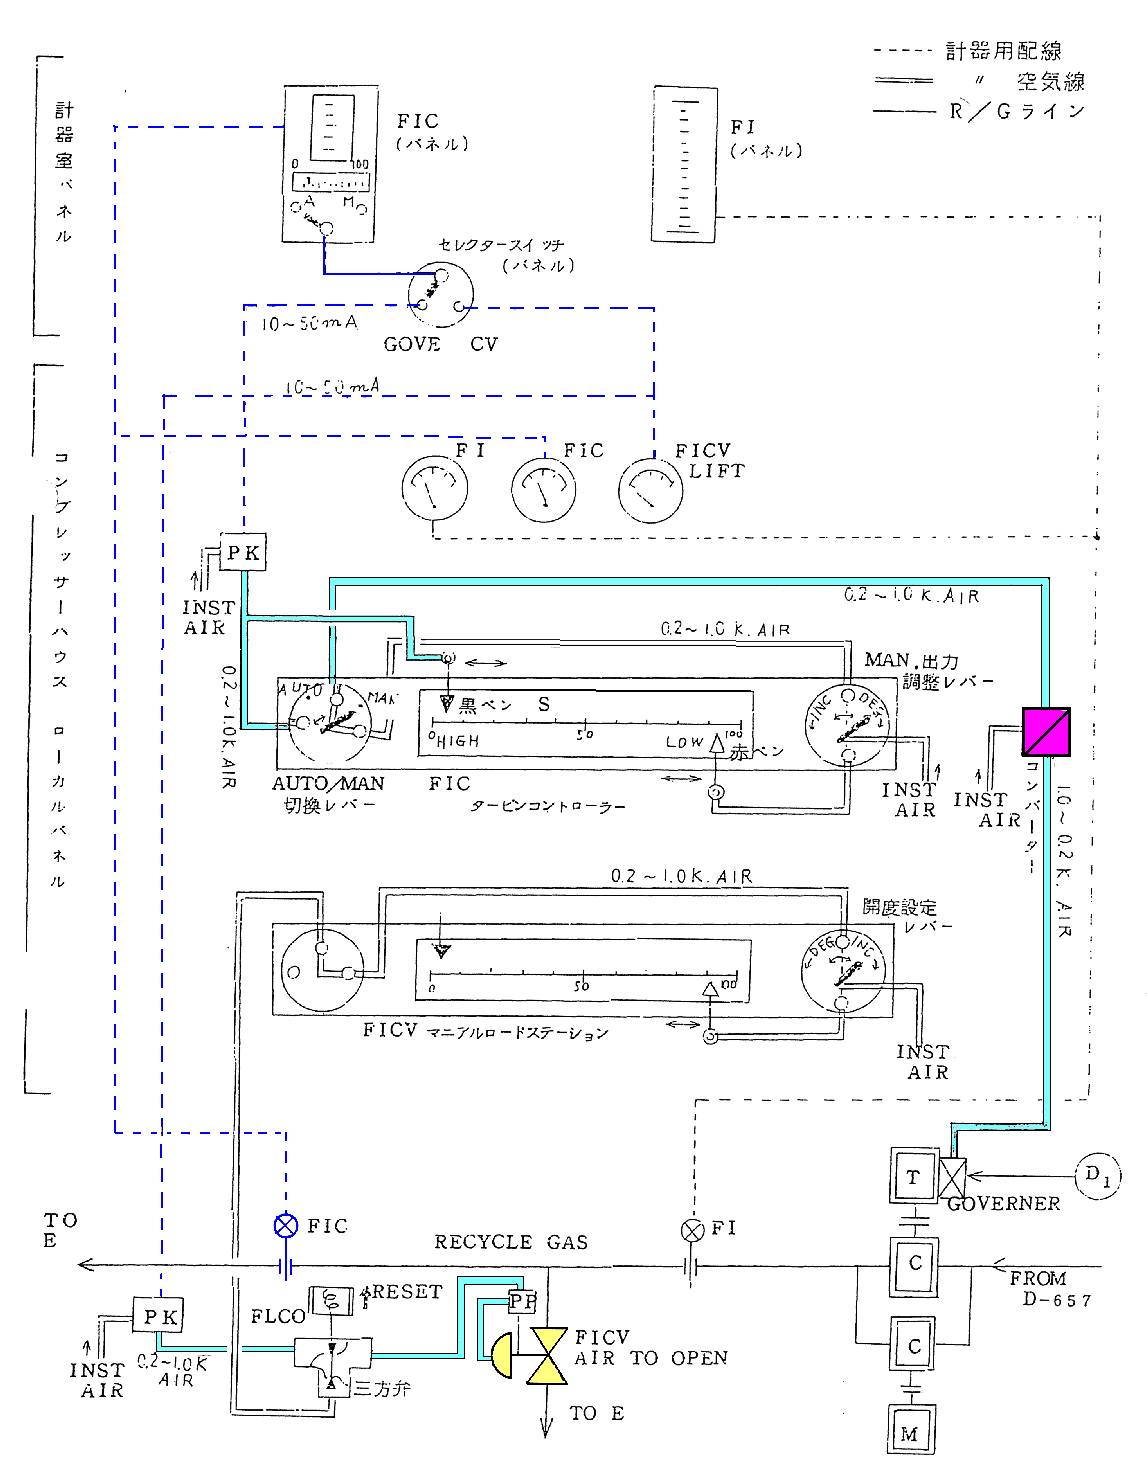 計器用配線
〃 空気線
R/Gライン
計器室パネル
FIC
(パネル)
0 100
A M
FI
(パネル)
セレクタースイッチ
(パネル)
10~50mA
GOVE CV
10~50mA
コンプレッサーハウス ローカルパネル
FI
FIC
FICV
LIFT
PK
INST
AIR
0.2~1.0K.AIR
0.2~1.0K.AIR
0.2~1.0K.AIR
MAN.出力
調整レバー
AUTO
MAN
黒ペン S
0 50 100
HIGH
LOW
赤ペン
INC DEG
AUTO/MAN
切換レバー
FIC
タービンコントローラー
INST
AIR
INST
AIR
コンバーター
1.0~0.2K.AIR
0.2~1.0K.AIR
開度設定
レバー
0 50 100
DEG INC
FICV マニアルロードステーション
INST
AIR
T
GOVERNER
D1
TO
E
FIC
RECYCLE GAS
FI
C
FROM
D-657
PK
FLCO
RESET
PP
INST
AIR
0.2~1.0K
AIR
三方弁
FICV
AIR TO OPEN
C
TO E
M